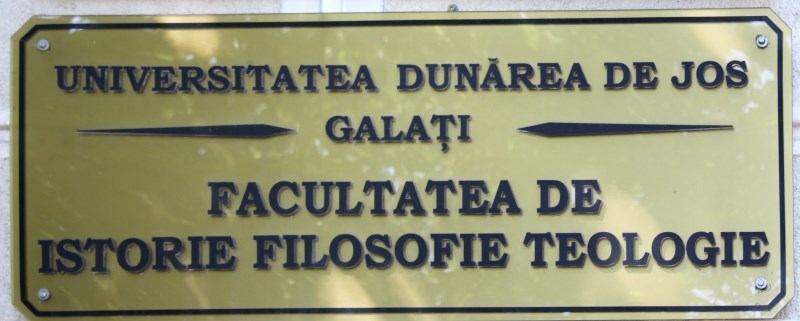 UNIVERSITATEA DUNĂREA DE JOS
GALAȚI
FACULTATEA DE
ISTORIE FILOSOFIE TEOLOGIE